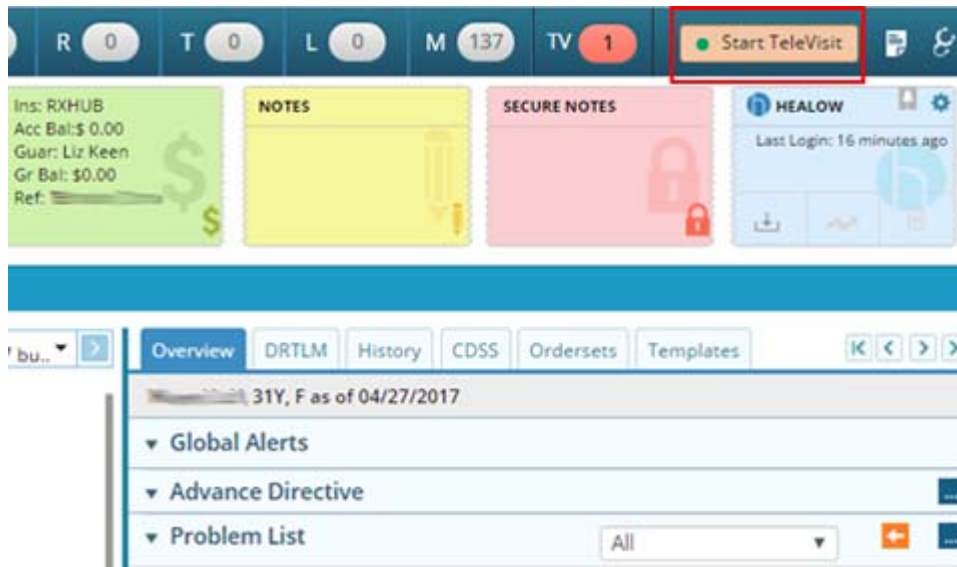 R 0 T 0 L 0 M 137 TV 1 Start TeleVisit
Ins: RXHUB
Acc Bal:$ 0.00
Guar: Liz Keen
Gr Bal: $0.00
Ref:
NOTES
SECURE NOTES
HEALOW
Last Login: 16 minutes ago
bu..
Overview DRTLM History CDSS Ordersets Templates
31Y, F as of 04/27/2017
Global Alerts
Advance Directive
...
Problem List All
...